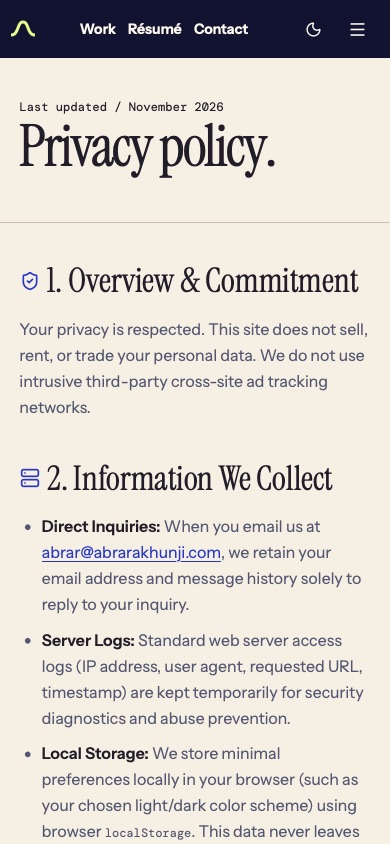 Work Résumé Contact
Last updated / November 2026
Privacy policy.
1. Overview & Commitment
Your privacy is respected. This site does not sell,
rent, or trade your personal data. We do not use
intrusive third-party cross-site ad tracking
networks.
2. Information We Collect
• Direct Inquiries: When you email us at
abrar@abrarakhunji.com, we retain your
email address and message history solely to
reply to your inquiry.
• Server Logs: Standard web server access
logs (IP address, user agent, requested URL,
timestamp) are kept temporarily for security
diagnostics and abuse prevention.
• Local Storage: We store minimal
preferences locally in your browser (such as
your chosen light/dark color scheme) using
browser localStorage. This data never leaves